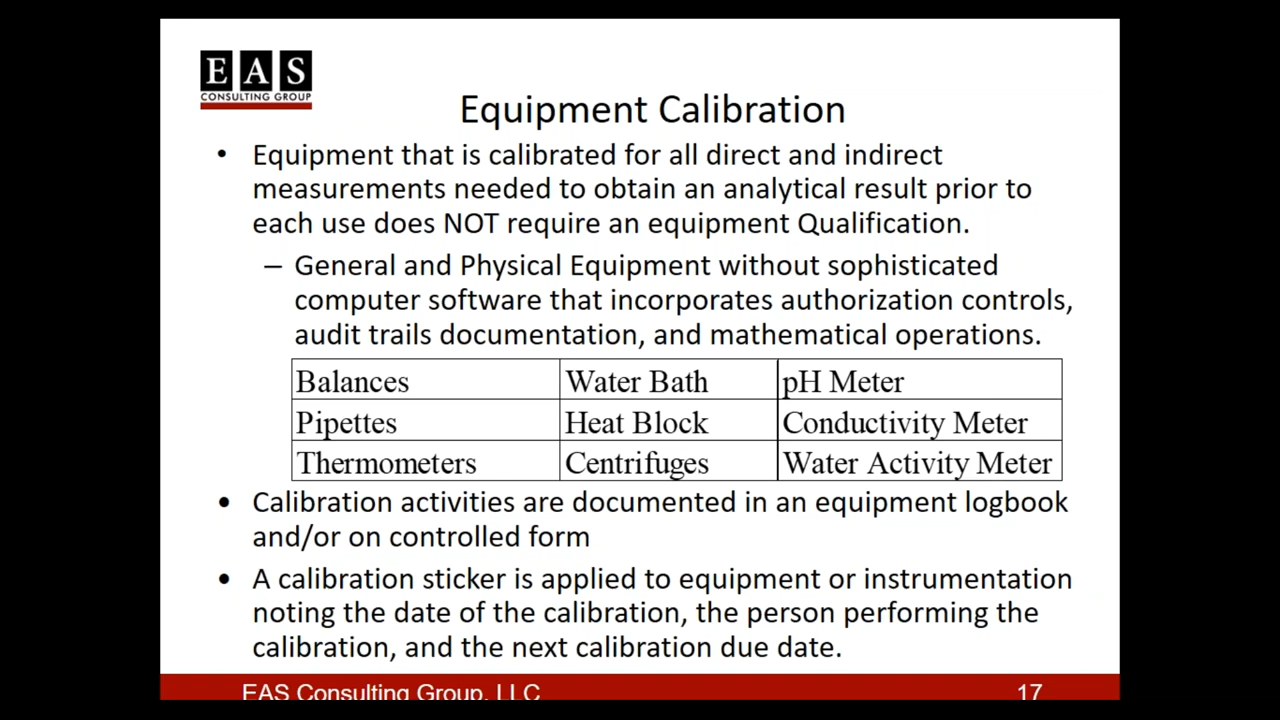 E A S
CONSULTING GROUP
Equipment Calibration
• Equipment that is calibrated for all direct and indirect
measurements needed to obtain an analytical result prior to
each use does NOT require an equipment Qualification.
– General and Physical Equipment without sophisticated
computer software that incorporates authorization controls,
audit trails documentation, and mathematical operations.
Balances Water Bath pH Meter
Pipettes Heat Block Conductivity Meter
Thermometers Centrifuges Water Activity Meter
• Calibration activities are documented in an equipment logbook
and/or on controlled form
• A calibration sticker is applied to equipment or instrumentation
noting the date of the calibration, the person performing the
calibration, and the next calibration due date.
EAS Consulting Group, LLC 17